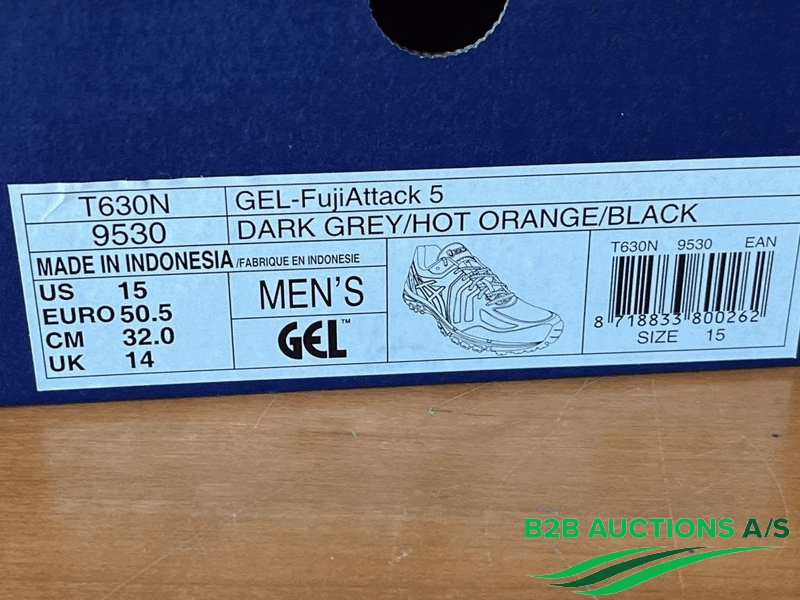 T630N GEL-FujiAttack 5
9530 DARK GREY/HOT ORANGE/BLACK
MADE IN INDONESIA /FABRIQUE EN INDONESIE
US 15
EURO 50.5
CM 32.0
UK 14
MEN'S
GEL™
T630N 9530 EAN
8 718833 800262
SIZE 15
B2B AUCTIONS A/S